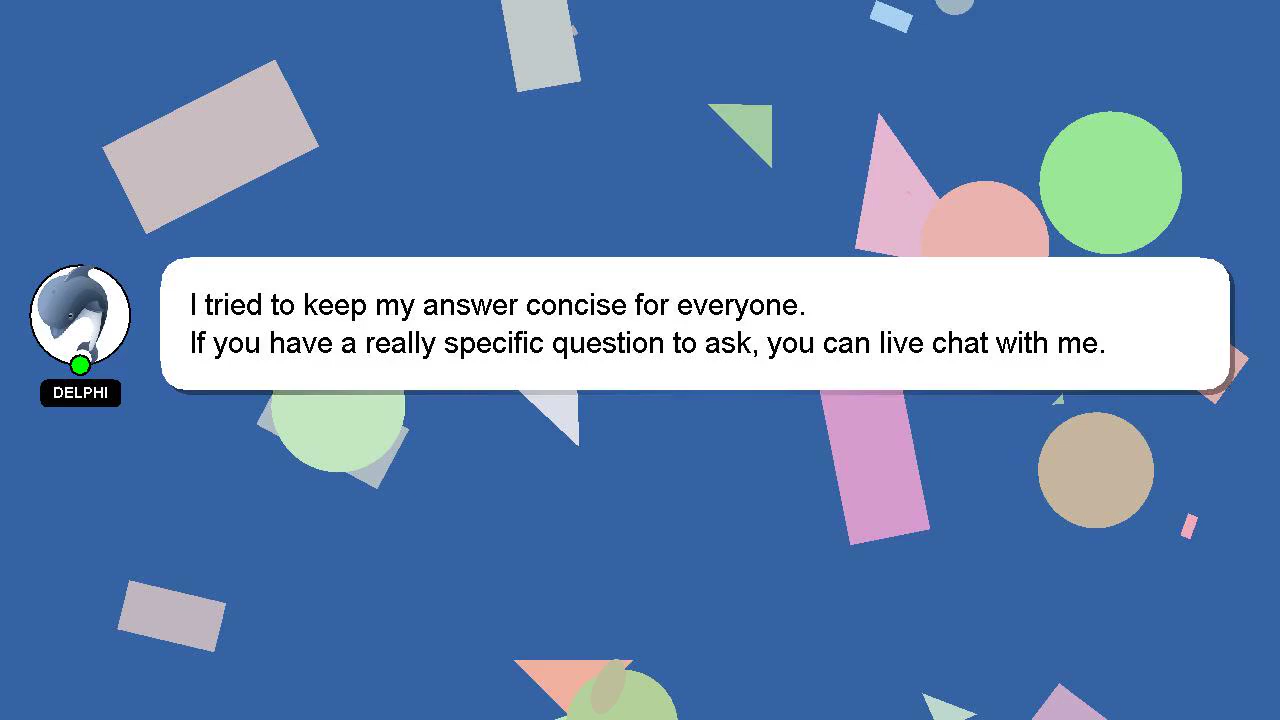 I tried to keep my answer concise for everyone.
If you have a really specific question to ask, you can live chat with me.
DELPHI